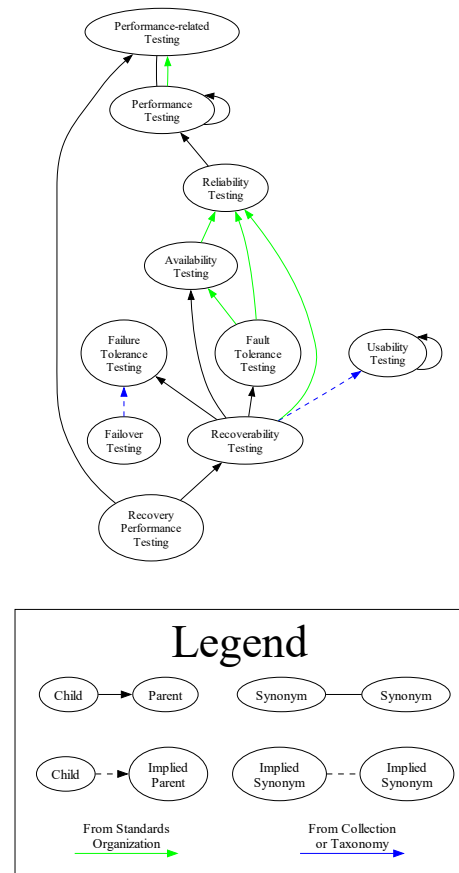 Performance-related
Testing
Performance
Testing
Reliability
Testing
Availability
Testing
Failure
Tolerance
Testing
Fault
Tolerance
Testing
Usability
Testing
Failover
Testing
Recoverability
Testing
Recovery
Performance
Testing
Legend
Child
Parent
Synonym
Synonym
Child
Implied
Parent
Implied
Synonym
Implied
Synonym
From Standards
Organization
From Collection
or Taxonomy